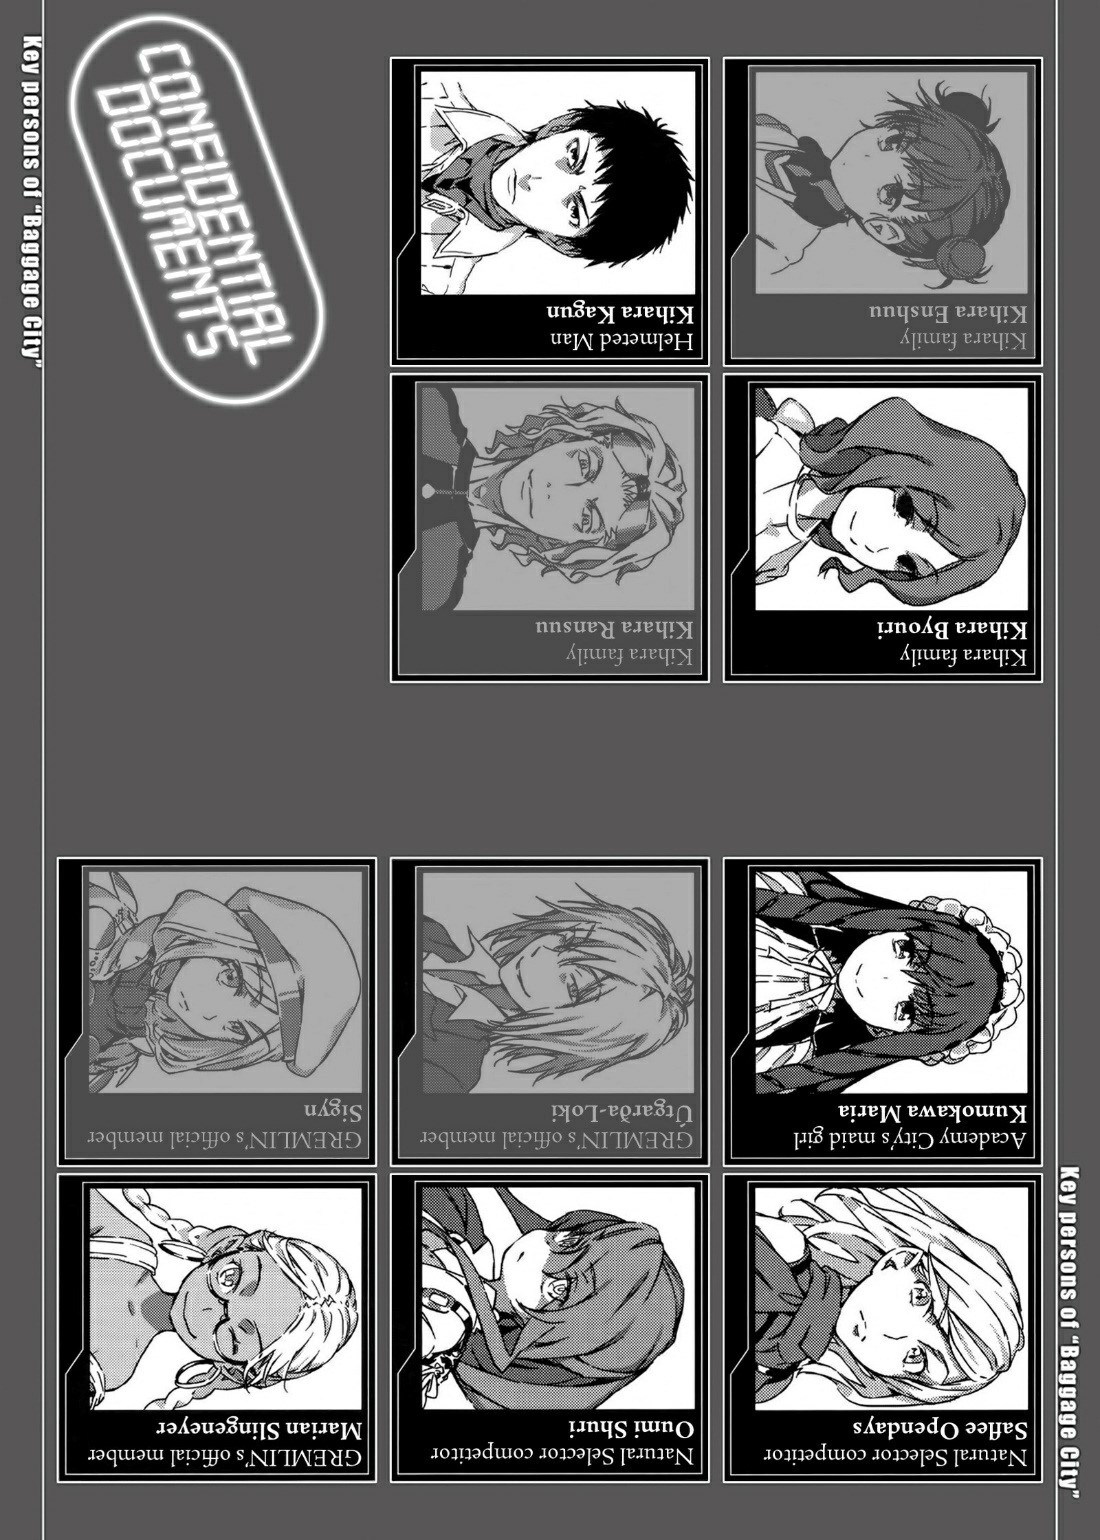 Key persons of "Baggage City"
CONFIDENTIAL
DOCUMENTS
Helmeted Man
Kihara Kagun
Kihara family
Kihara Enshuu
Kihara family
Kihara Ransuu
Kihara family
Kihara Byouri
GREMLIN's official member
Sigyn
GREMLIN's official member
Útgarða-Loki
Academy City's maid girl
Kumokawa Maria
GREMLIN's official member
Marian Slingeneyer
Natural Selector competitor
Oumi Shuri
Natural Selector competitor
Saflee Opendays
Key persons of "Baggage City"